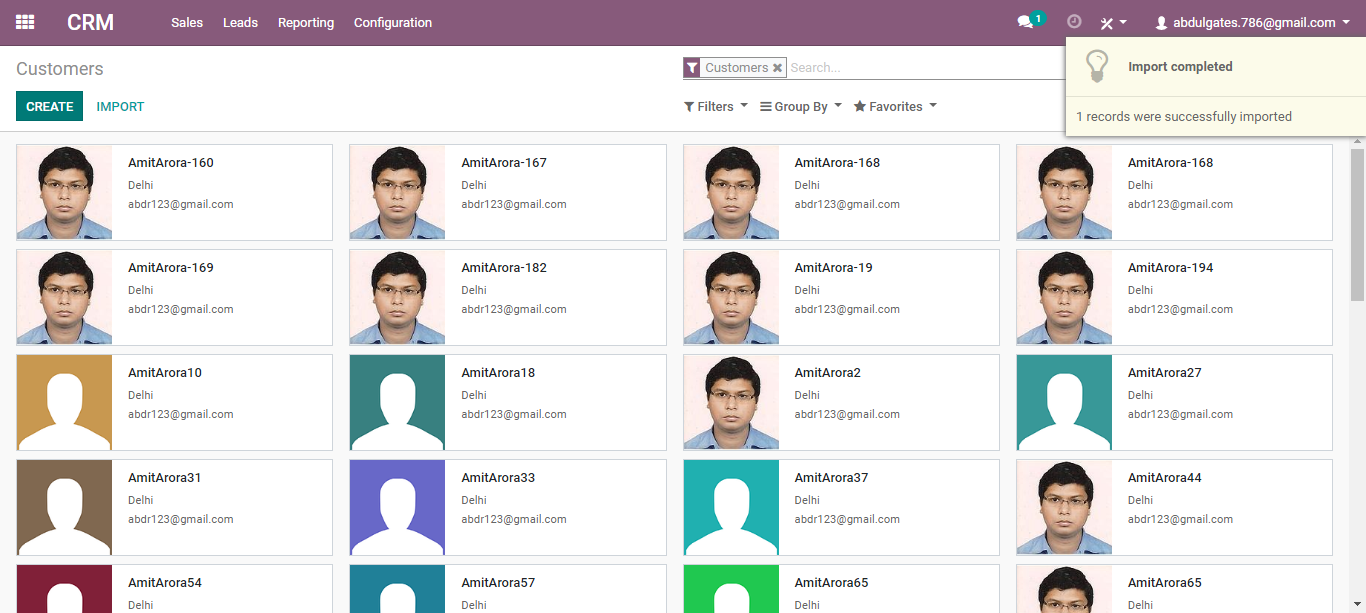 CRM Sales Leads Reporting Configuration 1 abdulgates.786@gmail.com
Customers
Customers Search...
Import completed
CREATE IMPORT
Filters Group By Favorites
1 records were successfully imported
AmitArora-160
Delhi
abdr123@gmail.com
AmitArora-167
Delhi
abdr123@gmail.com
AmitArora-168
Delhi
abdr123@gmail.com
AmitArora-168
Delhi
abdr123@gmail.com
AmitArora-169
Delhi
abdr123@gmail.com
AmitArora-182
Delhi
abdr123@gmail.com
AmitArora-19
Delhi
abdr123@gmail.com
AmitArora-194
Delhi
abdr123@gmail.com
AmitArora10
Delhi
abdr123@gmail.com
AmitArora18
Delhi
abdr123@gmail.com
AmitArora2
Delhi
abdr123@gmail.com
AmitArora27
Delhi
abdr123@gmail.com
AmitArora31
Delhi
abdr123@gmail.com
AmitArora33
Delhi
abdr123@gmail.com
AmitArora37
Delhi
abdr123@gmail.com
AmitArora44
Delhi
abdr123@gmail.com
AmitArora54
Delhi
AmitArora57
Delhi
AmitArora65
Delhi
AmitArora65
Delhi